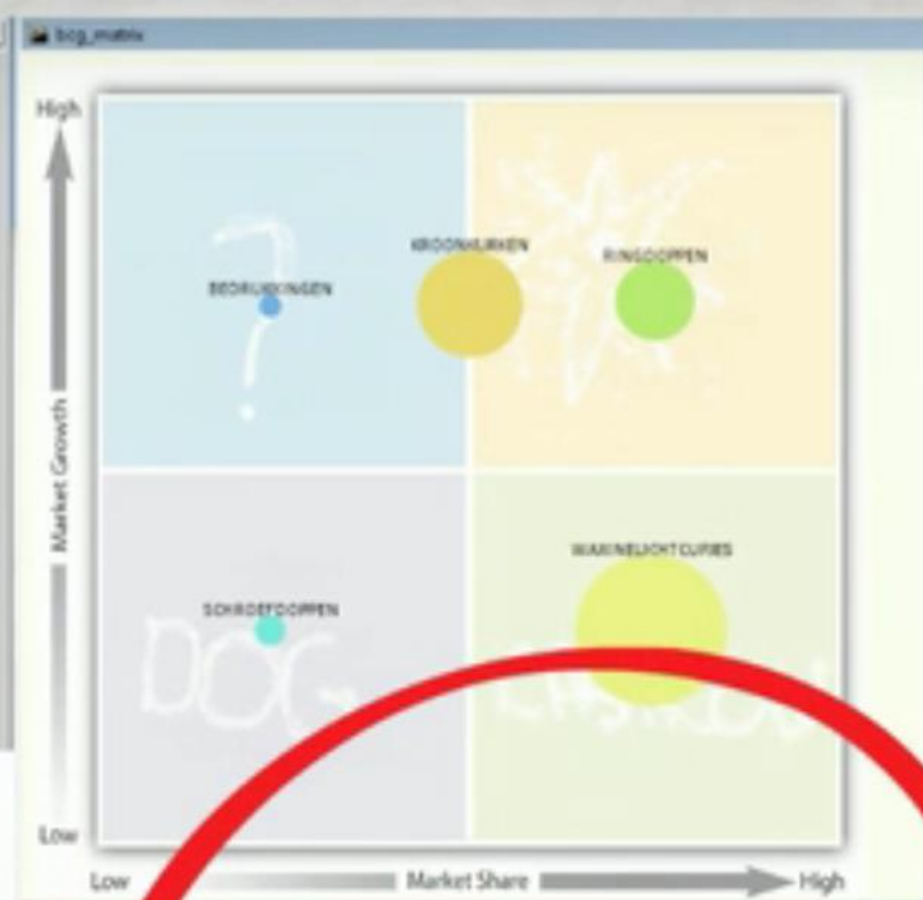 bcg_matrix
High
KROONKURKEN
RINGDOPPEN
BEDRUKKINGEN
Market Growth
WAXINELICHTCUPJES
SCHROEFDOPPEN
DOG
Low
Low
Market Share
High